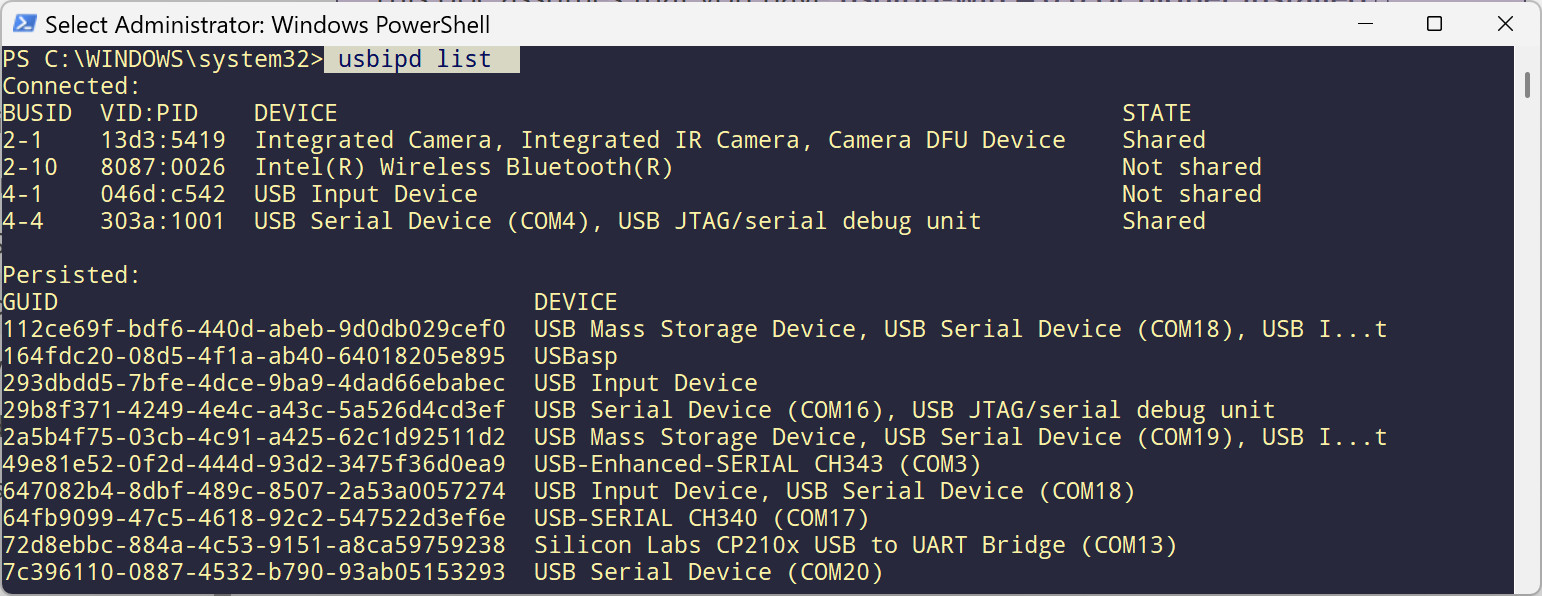 Select Administrator: Windows PowerShell
PS C:\WINDOWS\system32> usbipd list
Connected:
BUSID  VID:PID    DEVICE                                                        STATE
2-1    13d3:5419  Integrated Camera, Integrated IR Camera, Camera DFU Device    Shared
2-10   8087:0026  Intel(R) Wireless Bluetooth(R)                                Not shared
4-1    046d:c542  USB Input Device                                              Not shared
4-4    303a:1001  USB Serial Device (COM4), USB JTAG/serial debug unit          Shared
Persisted:
GUID                                  DEVICE
112ce69f-bdf6-440d-abeb-9d0db029cef0  USB Mass Storage Device, USB Serial Device (COM18), USB I...t
164fdc20-08d5-4f1a-ab40-64018205e895  USBasp
293dbdd5-7bfe-4dce-9ba9-4dad66ebabec  USB Input Device
29b8f371-4249-4e4c-a43c-5a526d4cd3ef  USB Serial Device (COM16), USB JTAG/serial debug unit
2a5b4f75-03cb-4c91-a425-62c1d92511d2  USB Mass Storage Device, USB Serial Device (COM19), USB I...t
49e81e52-0f2d-444d-93d2-3475f36d0ea9  USB-Enhanced-SERIAL CH343 (COM3)
647082b4-8dbf-489c-8507-2a53a0057274  USB Input Device, USB Serial Device (COM18)
64fb9099-47c5-4618-92c2-547522d3ef6e  USB-SERIAL CH340 (COM17)
72d8ebbc-884a-4c53-9151-a8ca59759238  Silicon Labs CP210x USB to UART Bridge (COM13)
7c396110-0887-4532-b790-93ab05153293  USB Serial Device (COM20)